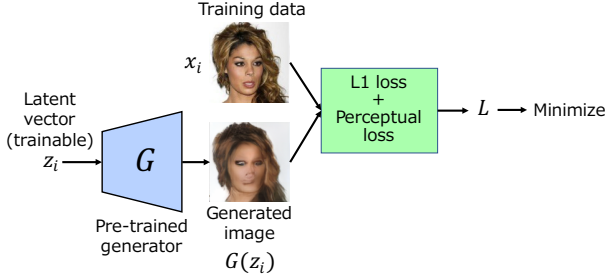 Training data
x_i
Latent
vector
(trainable)
z_i
G
Pre-trained
generator
Generated
image
G(z_i)
L1 loss
+
Perceptual
loss
L
Minimize